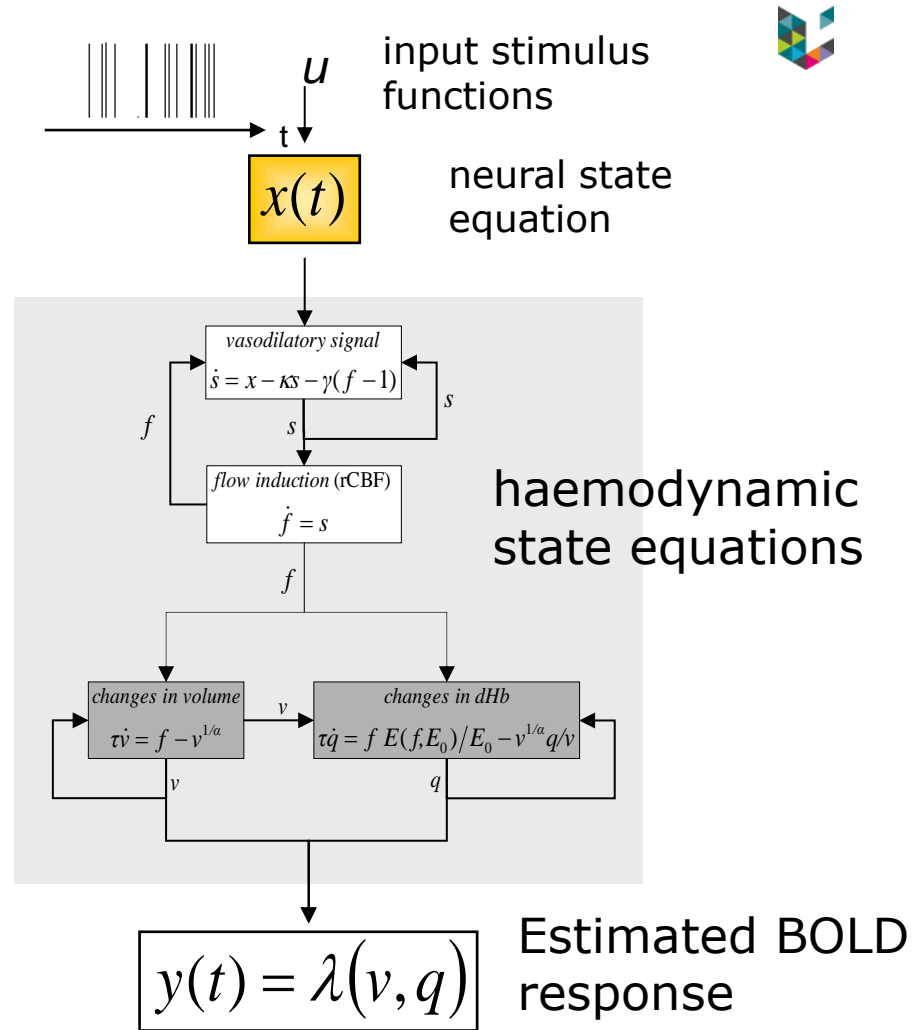 u
input stimulus
functions
t
x(t)
neural state
equation
vasodilatory signal
ṡ = x − κs − γ(f −1)
f
s
s
flow induction (rCBF)
ḟ = s
haemodynamic
state equations
f
changes in volume
τv̇ = f − v^{1/α}
v
changes in dHb
τq̇ = f E(f,E₀)/E₀ − v^{1/α} q/v
v
q
y(t) = λ(v, q)
Estimated BOLD
response